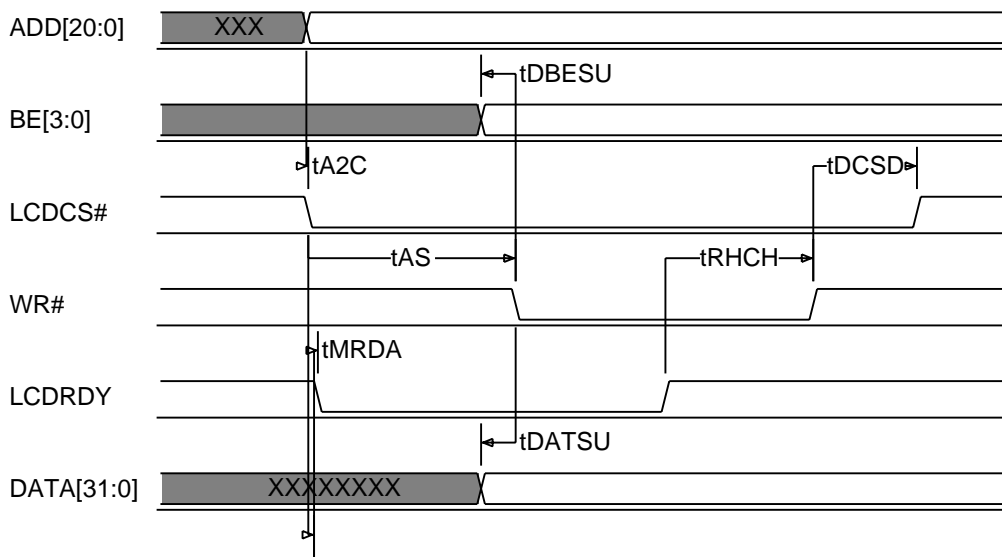 ADD[20:0] XXX
tDBESU
BE[3:0]
tA2C tDCSD
LCDCS#
tAS tRHCH
WR#
tMRDA
LCDRDY
tDATSU
DATA[31:0] XXXXXXXX